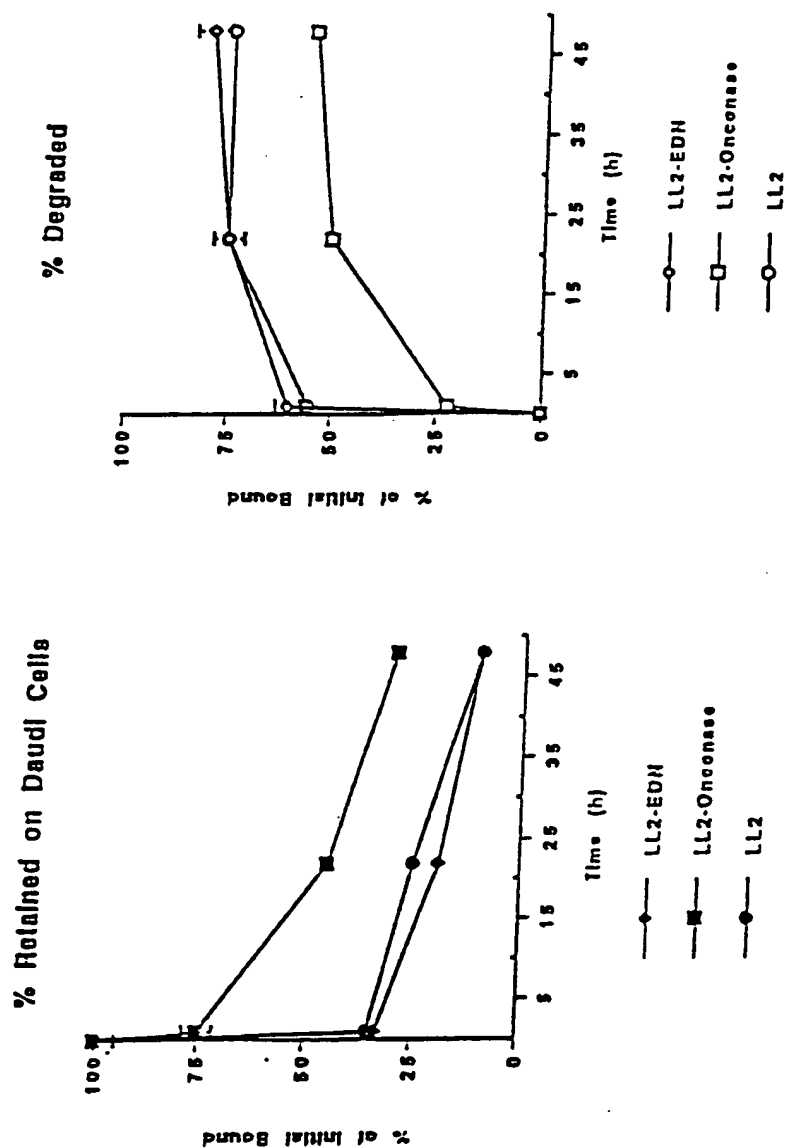 % Retained on Daudi Cells
% of Initial Bound
100
75
50
25
0
5
15
25
35
45
Time (h)
LL2-EDN
LL2-Onconase
LL2
% Degraded
% of Initial Bound
100
75
50
25
0
5
15
25
35
45
Time (h)
LL2-EDN
LL2-Onconase
LL2